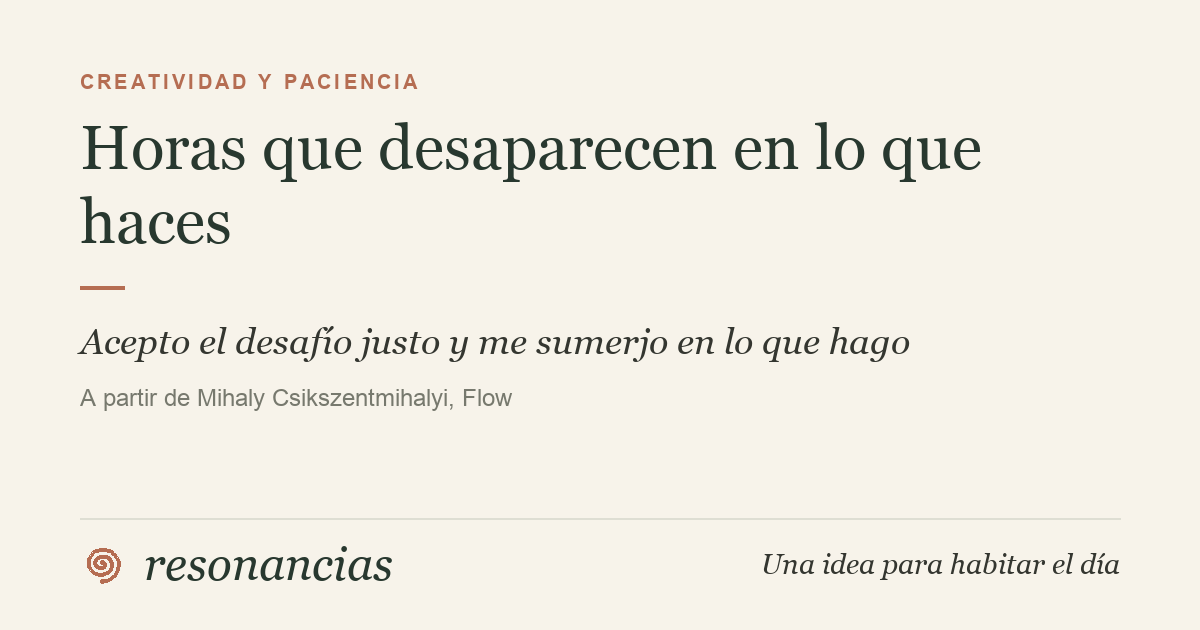 CREATIVIDAD Y PACIENCIA
Horas que desaparecen en lo que
haces
Acepto el desafío justo y me sumerjo en lo que hago
A partir de Mihaly Csikszentmihalyi, Flow
resonancias
Una idea para habitar el día